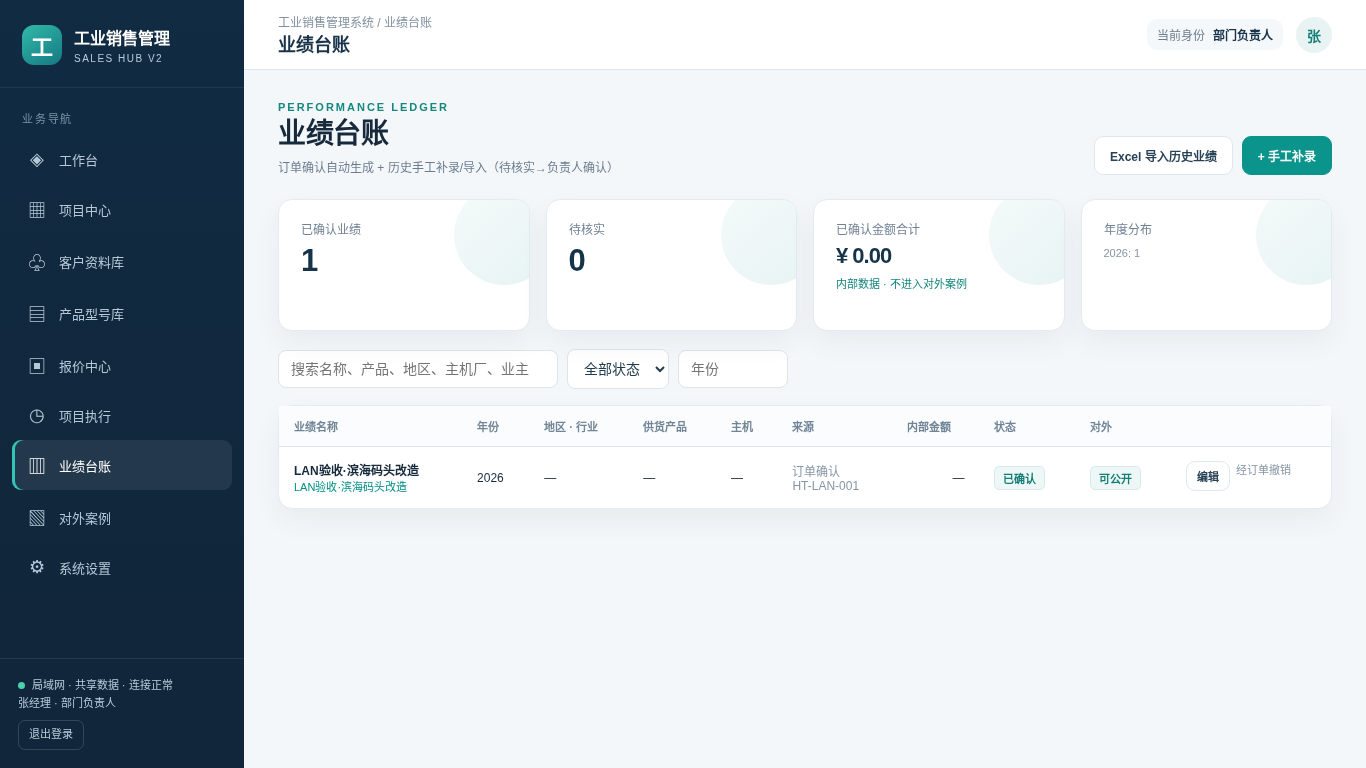 工
工业销售管理
SALES HUB V2
业务导航
工作台
项目中心
客户资料库
产品型号库
报价中心
项目执行
业绩台账
对外案例
系统设置
局域网 · 共享数据 · 连接正常
张经理 · 部门负责人
退出登录
工业销售管理系统 / 业绩台账
业绩台账
当前身份 部门负责人
张
PERFORMANCE LEDGER
业绩台账
订单确认自动生成 + 历史手工补录/导入（待核实→负责人确认）
Excel 导入历史业绩
+ 手工补录
已确认业绩
1
待核实
0
已确认金额合计
¥ 0.00
内部数据 · 不进入对外案例
年度分布
2026: 1
搜索名称、产品、地区、主机厂、业主
全部状态
年份
业绩名称 年份 地区 · 行业 供货产品 主机 来源 内部金额 状态 对外
LAN验收·滨海码头改造
LAN验收·滨海码头改造
2026 — — —
订单确认
HT-LAN-001
— 已确认 可公开 编辑 经订单撤销